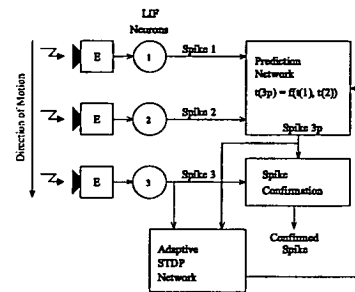 LIF
Neurons
Direction of Motion
E
1
Spike 1
Prediction
Network
t(3p) = f(t(1), t(2))
E
2
Spike 2
Spike 3p
E
3
Spike 3
Spike
Confirmation
Confirmed
Spike
Adaptive
STDP
Network